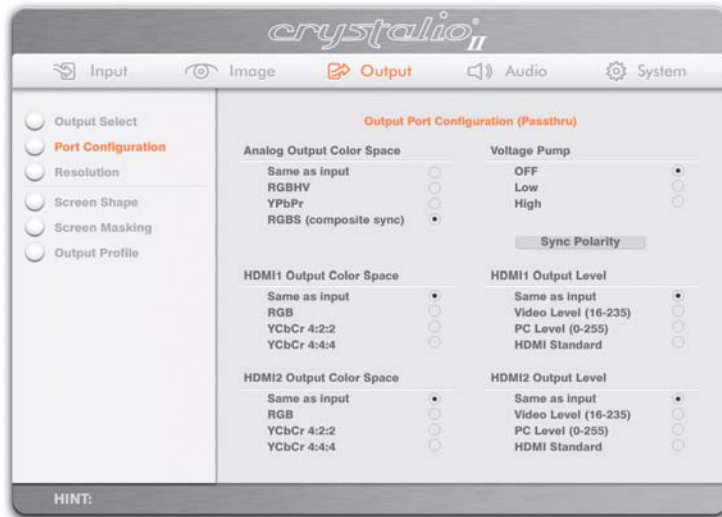 crystalio II
Input
Image
Output
Audio
System
Output Select
Port Configuration
Resolution
Screen Shape
Screen Masking
Output Profile
Output Port Configuration (Passthru)
Analog Output Color Space
Same as input
RGBHV
YPbPr
RGBS (composite sync)
Voltage Pump
OFF
Low
High
Sync Polarity
HDMI1 Output Color Space
Same as input
RGB
YCbCr 4:2:2
YCbCr 4:4:4
HDMI1 Output Level
Same as input
Video Level (16-235)
PC Level (0-255)
HDMI Standard
HDMI2 Output Color Space
Same as input
RGB
YCbCr 4:2:2
YCbCr 4:4:4
HDMI2 Output Level
Same as input
Video Level (16-235)
PC Level (0-255)
HDMI Standard
HINT: